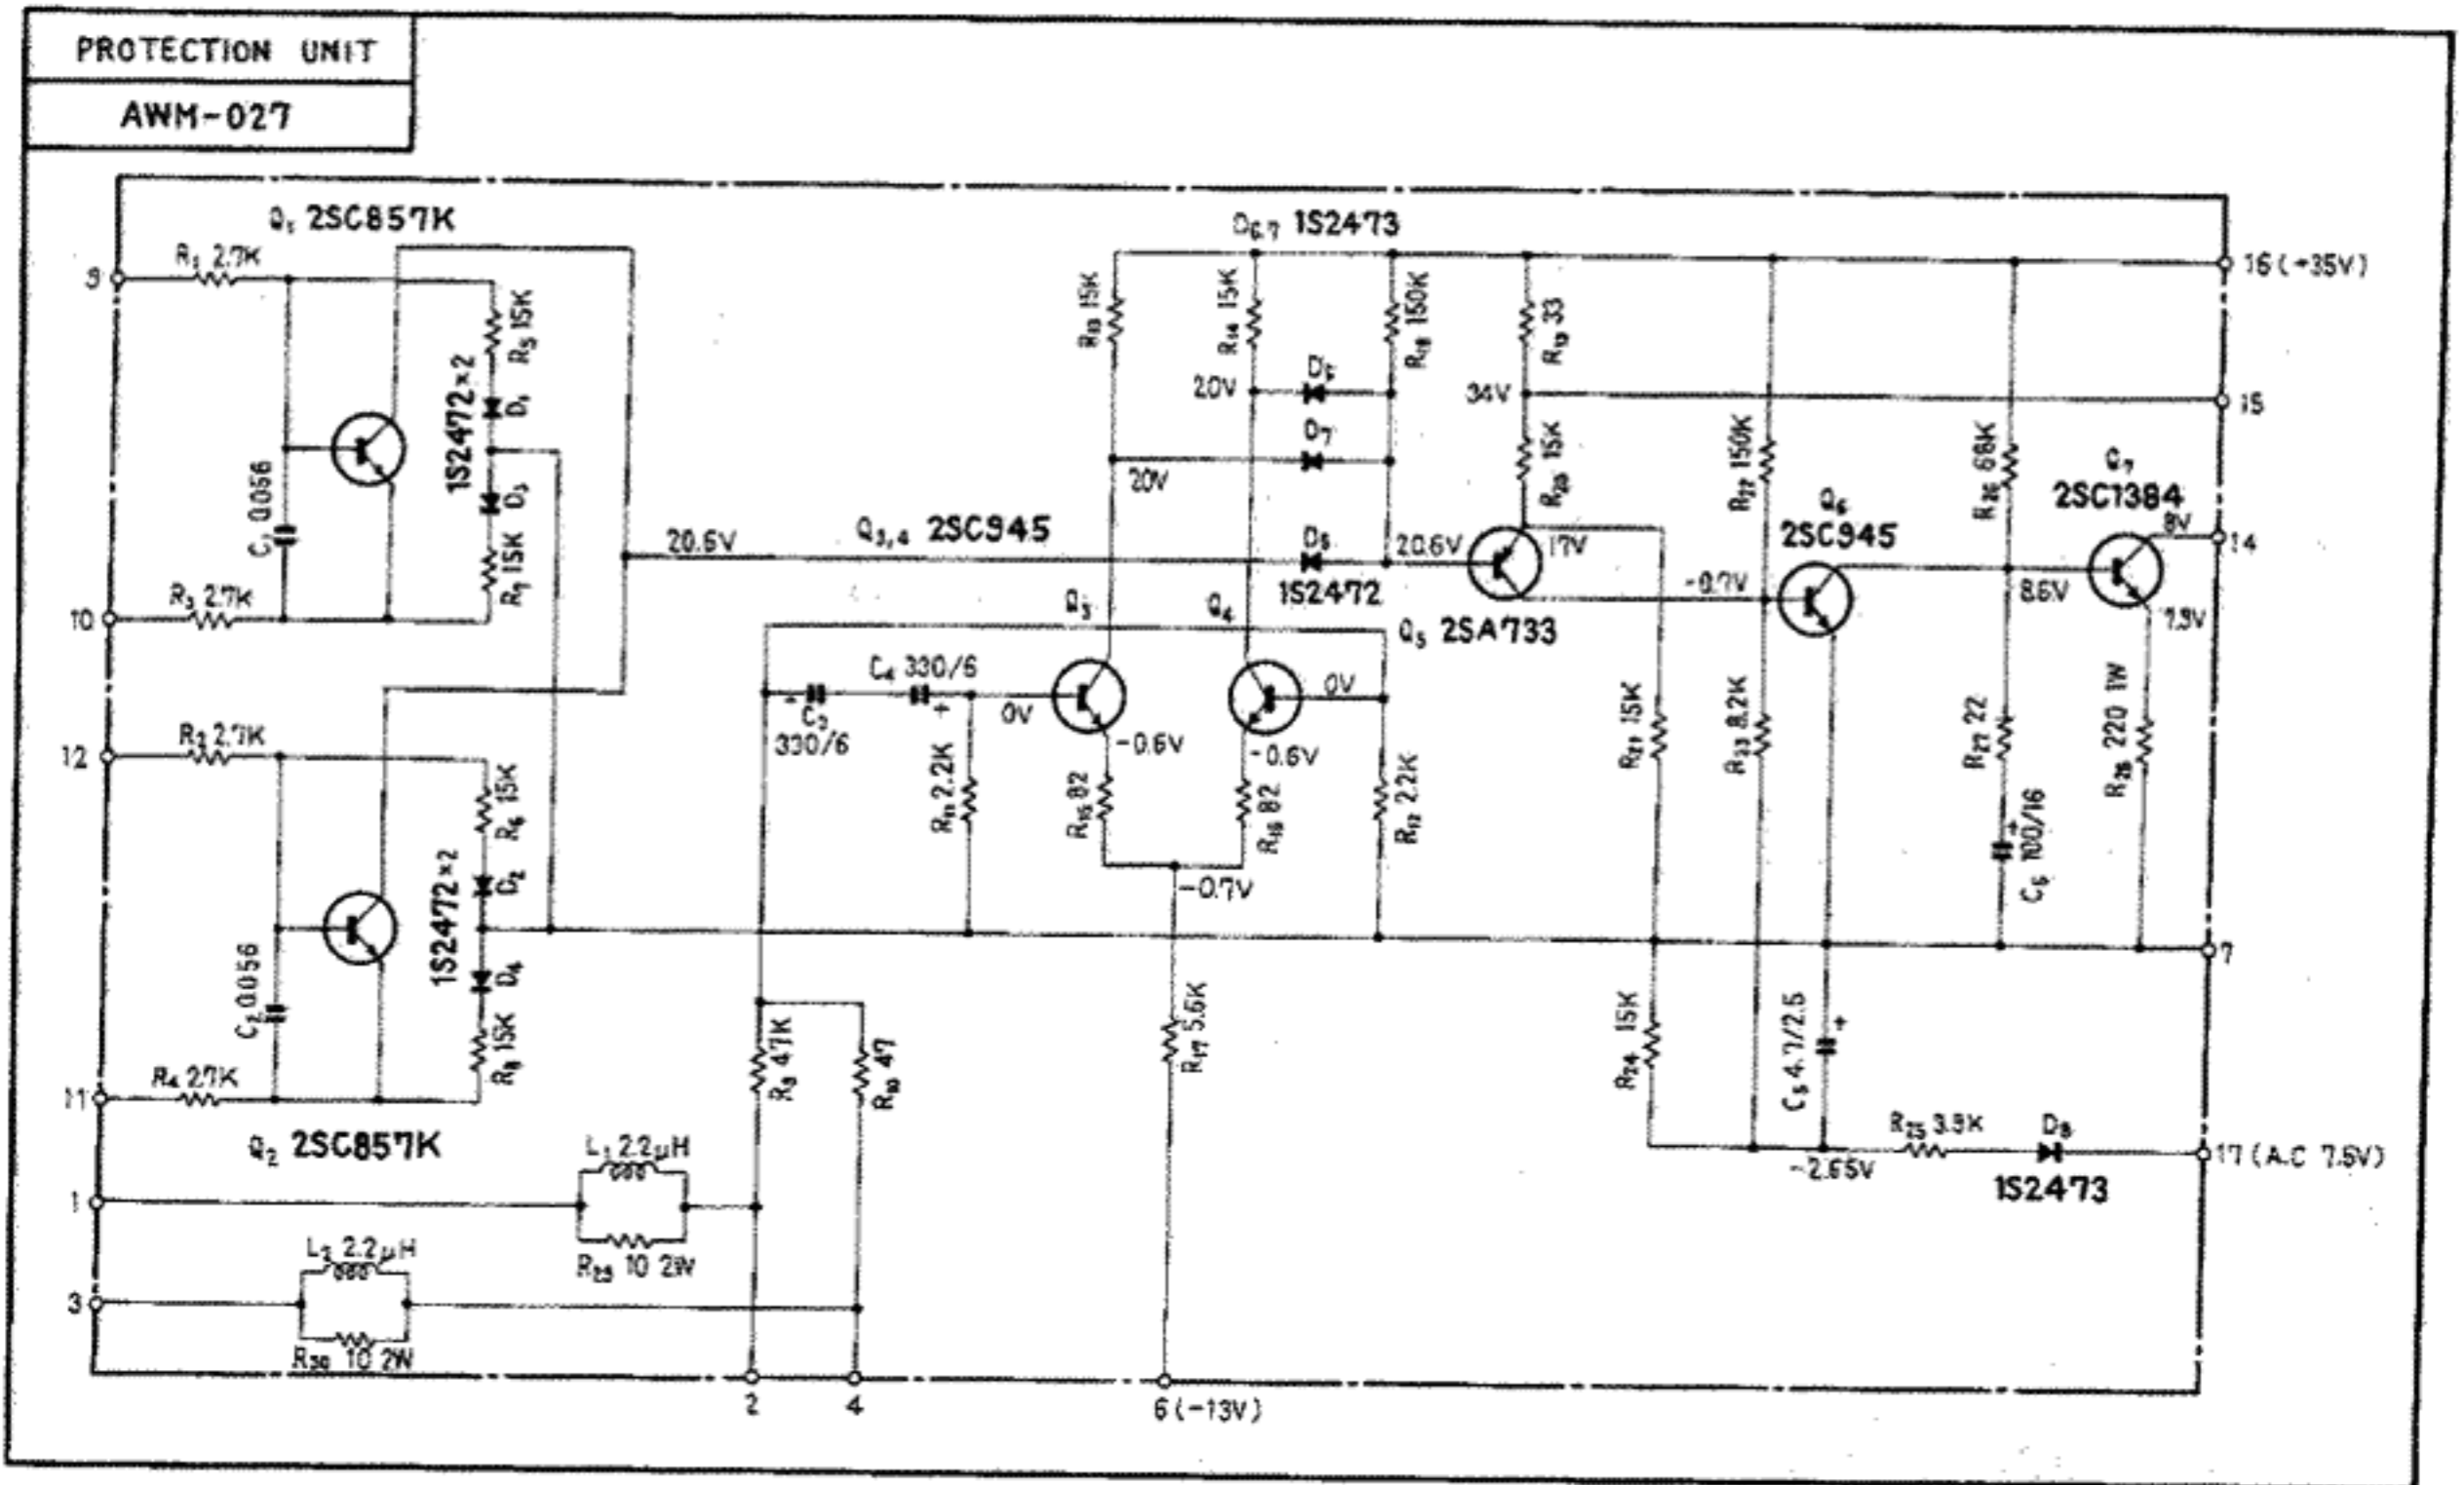 PROTECTION UNIT
AWM-027
Q₁ 2SC857K
D₆.₇ 1S2473
R₁ 2.7K
9
16 (+35V)
R₅ 15K
R₁₃ 15K
R₁₄ 15K
R₁₈ 150K
R₁₉ 33
1S2472×2
D₁
20V
34V
15
D₇
20V
C₁ 0.056
D₃
R₂₀ 15K
R₂₂ 150K
R₂₆ 68K
Q₇
2SC1384
Q₆
2SC945
8V
14
20.6V
Q₃,₄ 2SC945
20.6V
17V
R₇ 15K
1S2472
-0.7V
8.6V
R₃ 2.7K
10
Q₃
Q₄
Q₅ 2SA733
7.9V
C₄ 330/6
0V
0V
C₃
330/6
-0.6V
-0.6V
R₂ 2.7K
12
R₆ 15K
R₁₁ 2.2K
R₁₅ 82
R₁₆ 82
R₁₂ 2.2K
R₂₁ 15K
R₂₃ 8.2K
R₂₇ 22
R₂₈ 220 1W
100/16
1S2472×2
D₂
-0.7V
7
D₄
C₂ 0.056
R₈ 15K
R₄ 2.7K
11
R₉ 47K
R₁₀ 47
R₁₇ 5.6K
R₂₄ 15K
C₅ 4.7/2.5
Q₂ 2SC857K
L₁ 2.2μH
R₂₅ 3.9K
D₈
17 (A.C 7.5V)
-2.65V
1S2473
1
R₂₉ 10 2W
L₂ 2.2μH
3
R₃₀ 10 2W
2
4
6 (-13V)